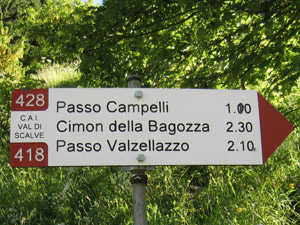 428
C.A.I.
VAL DI
SCALVE
418
Passo Campelli 1.00
Cimon della Bagozza 2.30
Passo Valzellazzo 2.10